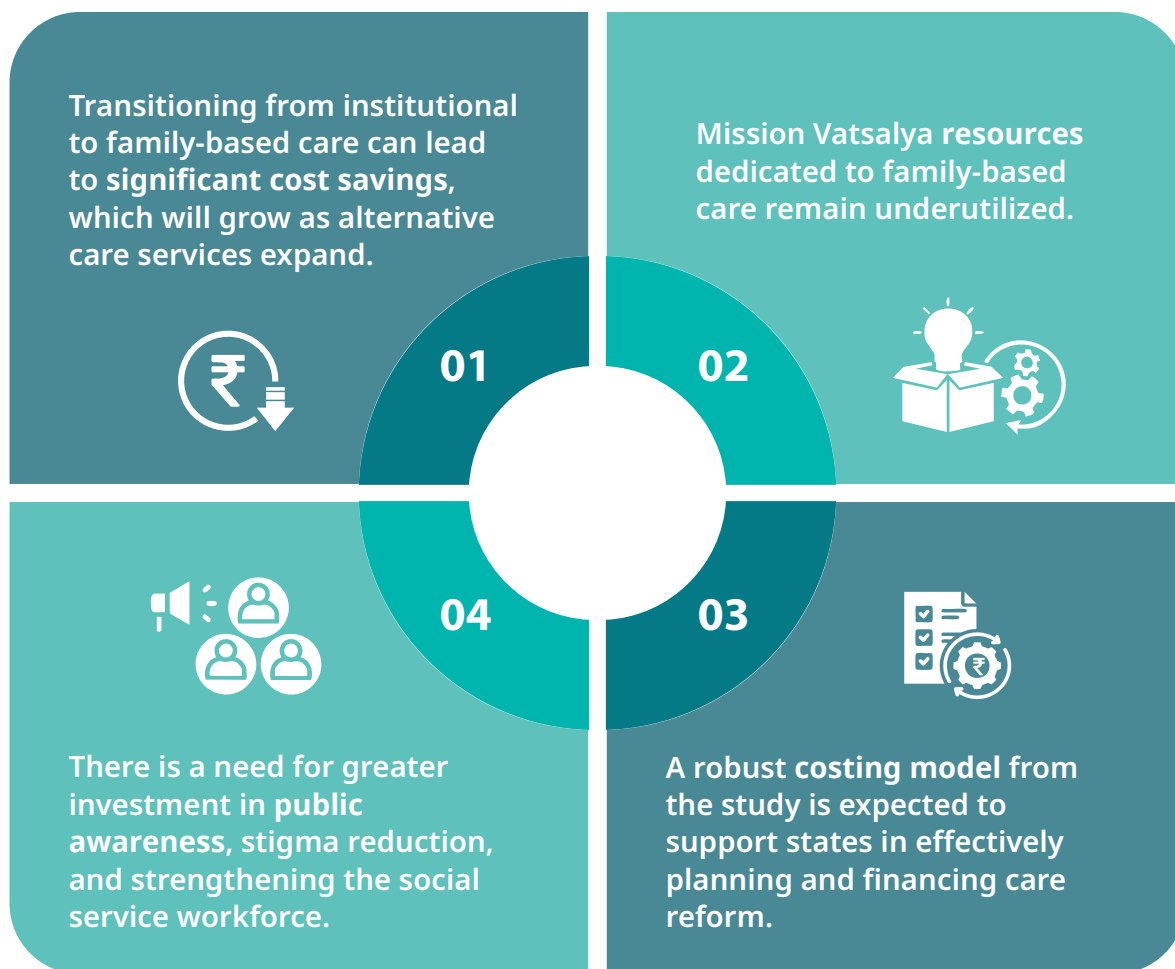 Transitioning from institutional
to family-based care can lead
to significant cost savings,
which will grow as alternative
care services expand.
₹
01
Mission Vatsalya resources
dedicated to family-based
care remain underutilized.
02
03
₹
A robust costing model from
the study is expected to
support states in effectively
planning and financing care
reform.
04
There is a need for greater
investment in public
awareness, stigma reduction,
and strengthening the social
service workforce.